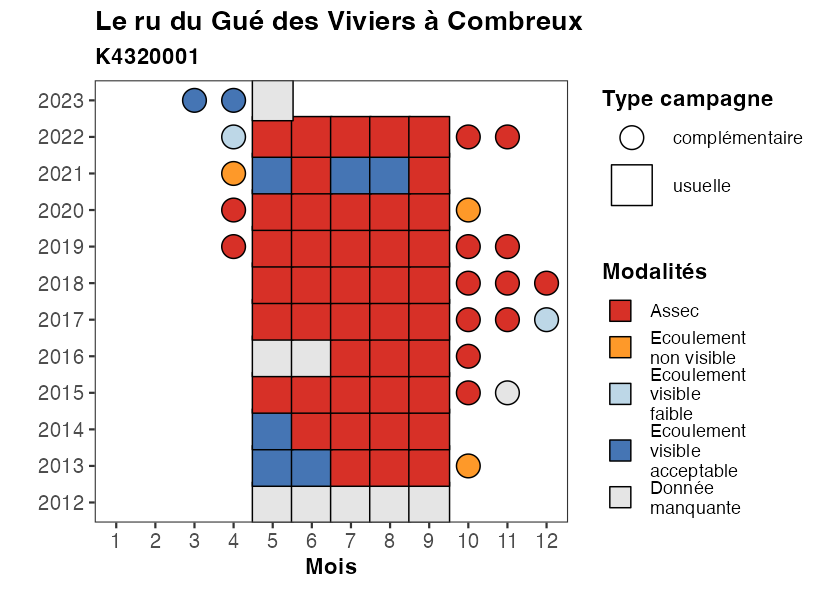 Le ru du Gué des Viviers à Combreux
K4320001
2023
2022
2021
2020
2019
2018
2017
2016
2015
2014
2013
2012
1 2 3 4 5 6 7 8 9 10 11 12
Mois
Type campagne
complémentaire
usuelle
Modalités
Assec
Ecoulement
non visible
Ecoulement
visible
faible
Ecoulement
visible
acceptable
Donnée
manquante